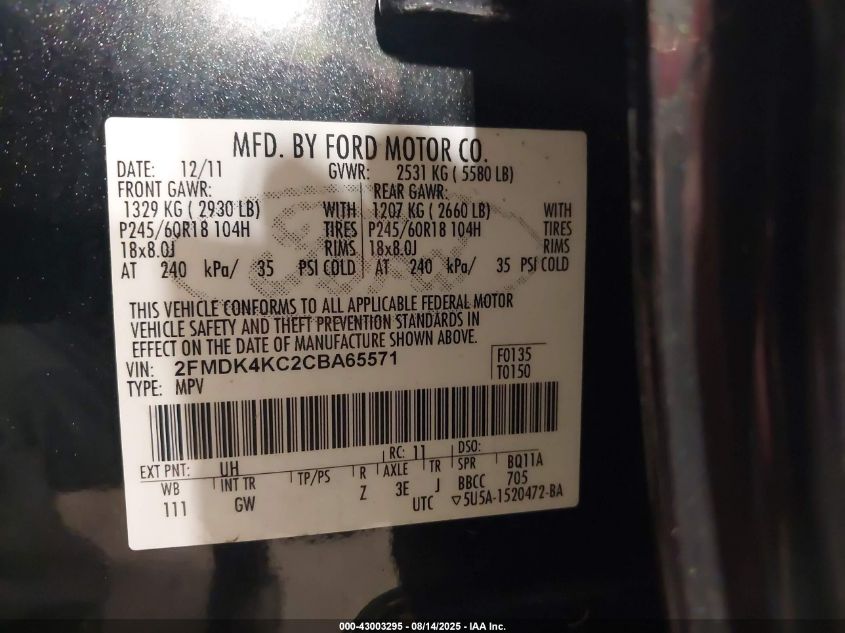 MFD. BY FORD MOTOR CO.
DATE: 12/11 GVWR: 2531 KG ( 5580 LB)
FRONT GAWR: REAR GAWR:
1329 KG ( 2930 LB) WITH 1207 KG ( 2660 LB) WITH
P245/60R18 104H TIRES P245/60R18 104H TIRES
18x8.0J RIMS 18x8.0J RIMS
AT 240 kPa/ 35 PSI COLD AT 240 kPa/ 35 PSI COLD
THIS VEHICLE CONFORMS TO ALL APPLICABLE FEDERAL MOTOR
VEHICLE SAFETY AND THEFT PREVENTION STANDARDS IN
EFFECT ON THE DATE OF MANUFACTURE SHOWN ABOVE.
VIN: 2FMDK4KC2CBA65571 F0135
TYPE: MPV T0150
EXT PNT: UH RC: 11 DSO:
WB INT TR TP/PS R AXLE TR SPR BQ11A
111 GW Z 3E J BBCC 705
UTC ▽5U5A-1520472-BA
000-43003295 - 08/14/2025 - IAA Inc.